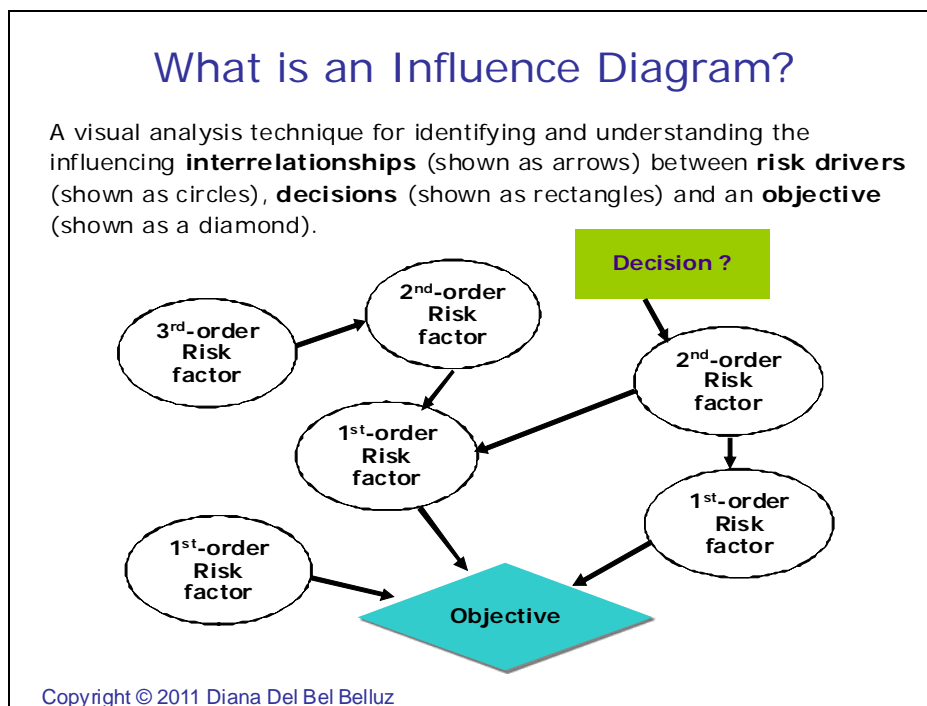 What is an Influence Diagram?
A visual analysis technique for identifying and understanding the
influencing interrelationships (shown as arrows) between risk drivers
(shown as circles), decisions (shown as rectangles) and an objective
(shown as a diamond).
Decision ?
2nd-order
Risk
factor
3rd-order
Risk
factor
2nd-order
Risk
factor
1st-order
Risk
factor
1st-order
Risk
factor
1st-order
Risk
factor
Objective
Copyright © 2011 Diana Del Bel Belluz